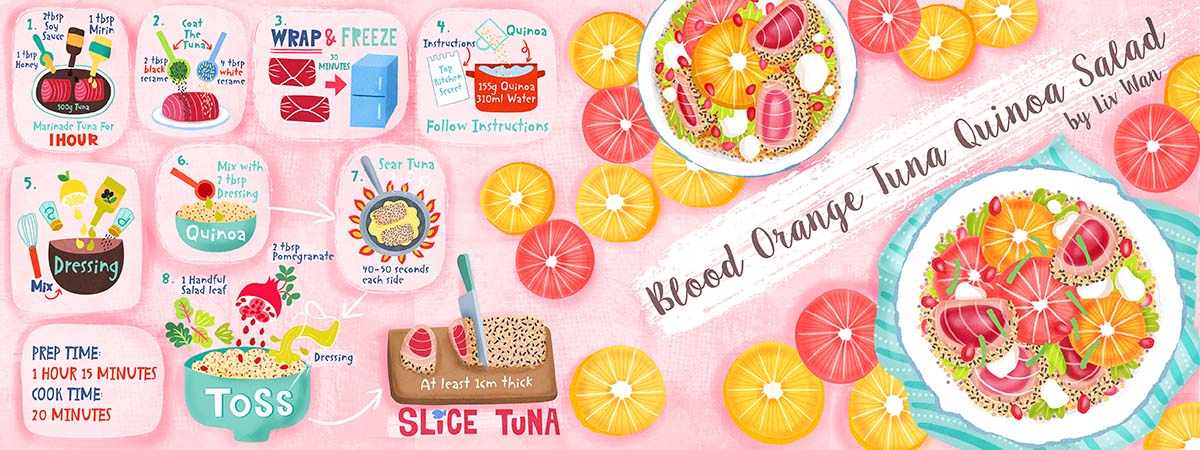 1.
2tbsp
Soy
Sauce
1 tbsp
Mirin
1 tbsp
Honey
500g Tuna
Marinade Tuna For
1 HOUR
2.
Coat
The
Tuna
2 tbsp
black
sesame
4 tbsp
white
sesame
3.
WRAP & FREEZE
30
MINUTES
4.
Instructions
Quinoa
Top
Kitchen
Secret
155g Quinoa
310ml Water
Follow Instructions
5.
Dressing
Mix
6.
Mix with
2 tbsp
Dressing
Quinoa
7.
Sear Tuna
40-50 seconds
each side
8.
1 Handful
Salad leaf
2 tbsp
Pomegranate
Dressing
TOSS
At least 1cm thick
SLICE TUNA
PREP TIME:
1 HOUR 15 MINUTES
COOK TIME:
20 MINUTES
Blood Orange Tuna Quinoa Salad
by Liv Wan